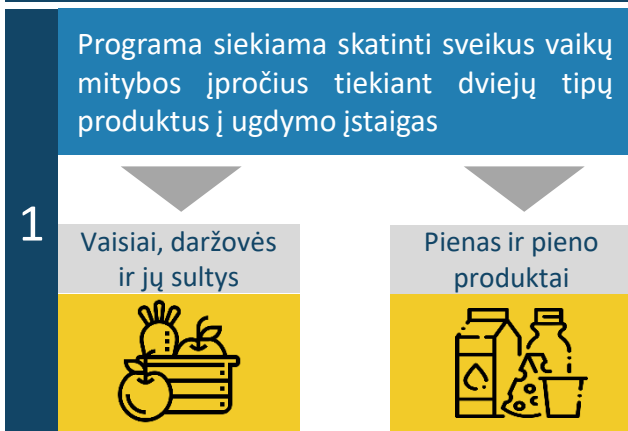 Programa siekiama skatinti sveikus vaikų
mitybos įpročius tiekiant dviejų tipų
produktus į ugdymo įstaigas
1
Vaisiai, daržovės
ir jų sultys
Pienas ir pieno
produktai